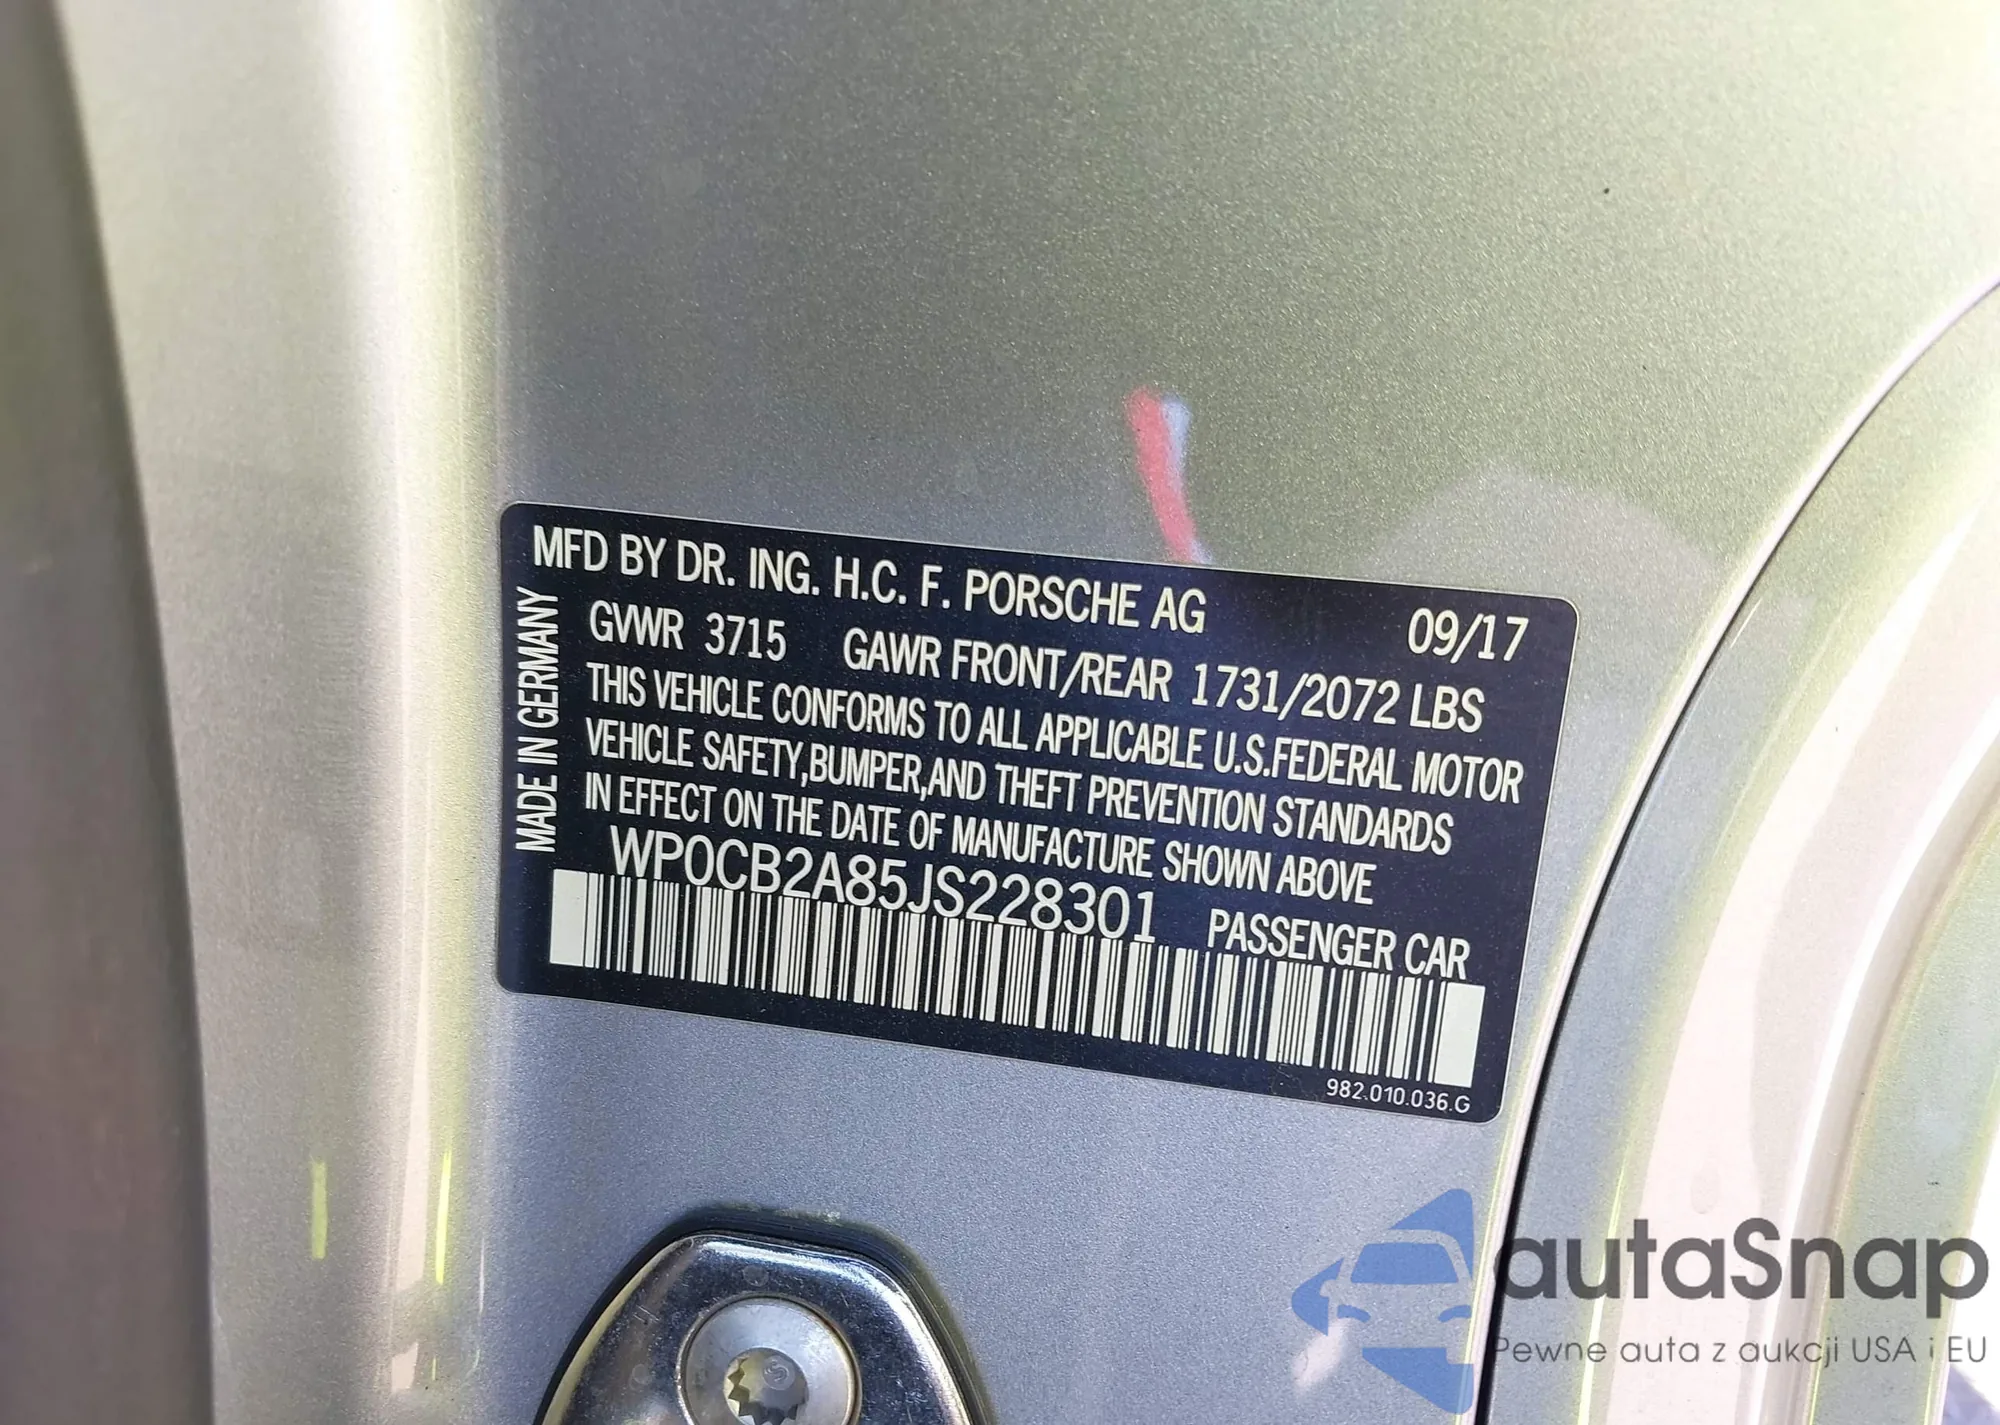 MFD BY DR. ING. H.C. F. PORSCHE AG 09/17
MADE IN GERMANY
GVWR 3715 GAWR FRONT/REAR 1731/2072 LBS
THIS VEHICLE CONFORMS TO ALL APPLICABLE U.S.FEDERAL MOTOR
VEHICLE SAFETY,BUMPER,AND THEFT PREVENTION STANDARDS
IN EFFECT ON THE DATE OF MANUFACTURE SHOWN ABOVE
WP0CB2A85JS228301 PASSENGER CAR
982.010.036.G
autaSnap
Pewne auta z aukcji USA i EU